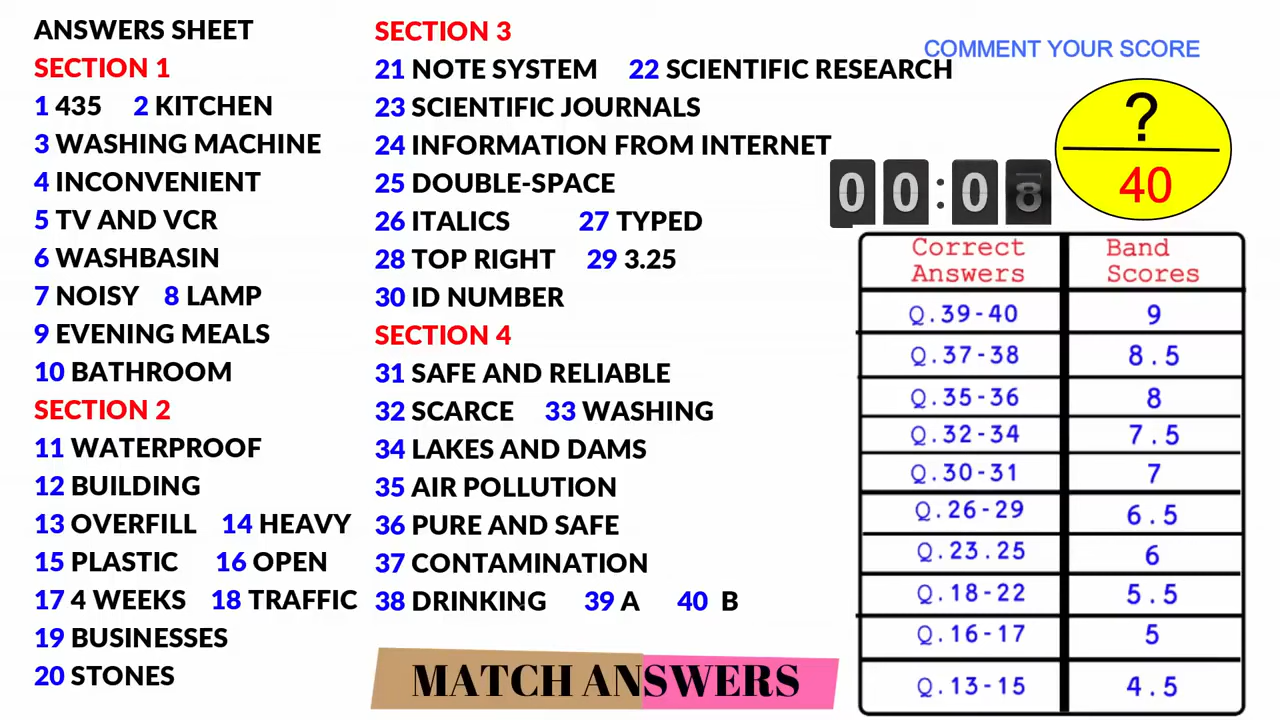 ANSWERS SHEET
SECTION 1
1 435 2 KITCHEN
3 WASHING MACHINE
4 INCONVENIENT
5 TV AND VCR
6 WASHBASIN
7 NOISY 8 LAMP
9 EVENING MEALS
10 BATHROOM
SECTION 2
11 WATERPROOF
12 BUILDING
13 OVERFILL 14 HEAVY
15 PLASTIC 16 OPEN
17 4 WEEKS 18 TRAFFIC
19 BUSINESSES
20 STONES
SECTION 3
21 NOTE SYSTEM 22 SCIENTIFIC RESEARCH
23 SCIENTIFIC JOURNALS
24 INFORMATION FROM INTERNET
25 DOUBLE-SPACE
26 ITALICS 27 TYPED
28 TOP RIGHT 29 3.25
30 ID NUMBER
SECTION 4
31 SAFE AND RELIABLE
32 SCARCE 33 WASHING
34 LAKES AND DAMS
35 AIR POLLUTION
36 PURE AND SAFE
37 CONTAMINATION
38 DRINKING 39 A 40 B
MATCH ANSWERS
COMMENT YOUR SCORE
?
40
00:08
Correct Answers Band Scores
Q.39-40 9
Q.37-38 8.5
Q.35-36 8
Q.32-34 7.5
Q.30-31 7
Q.26-29 6.5
Q.23.25 6
Q.18-22 5.5
Q.16-17 5
Q.13-15 4.5